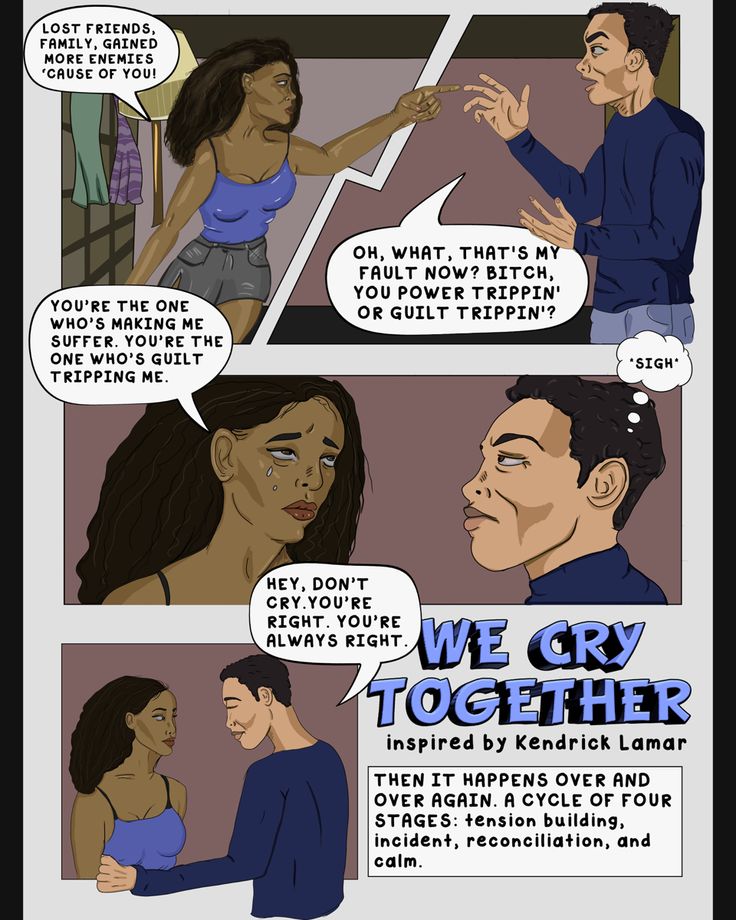 LOST FRIENDS,
FAMILY, GAINED
MORE ENEMIES
'CAUSE OF YOU!
OH, WHAT, THAT'S MY
FAULT NOW? BITCH,
YOU POWER TRIPPIN'
OR GUILT TRIPPIN'?
YOU'RE THE ONE
WHO'S MAKING ME
SUFFER. YOU'RE THE
ONE WHO'S GUILT
TRIPPING ME.
*SIGH*
HEY, DON'T
CRY.YOU'RE
RIGHT. YOU'RE
ALWAYS RIGHT.
WE CRY
TOGETHER
inspired by Kendrick Lamar
THEN IT HAPPENS OVER AND
OVER AGAIN. A CYCLE OF FOUR
STAGES: tension building,
incident, reconciliation, and
calm.